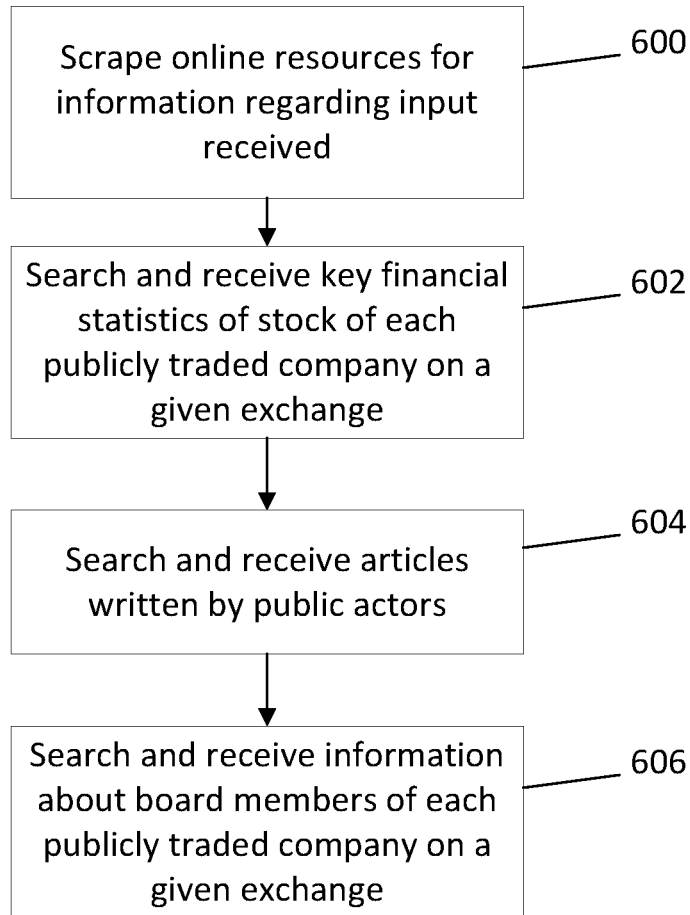 Scrape online resources for
information regarding input
received
600
Search and receive key financial
statistics of stock of each
publicly traded company on a
given exchange
602
Search and receive articles
written by public actors
604
Search and receive information
about board members of each
publicly traded company on a
given exchange
606